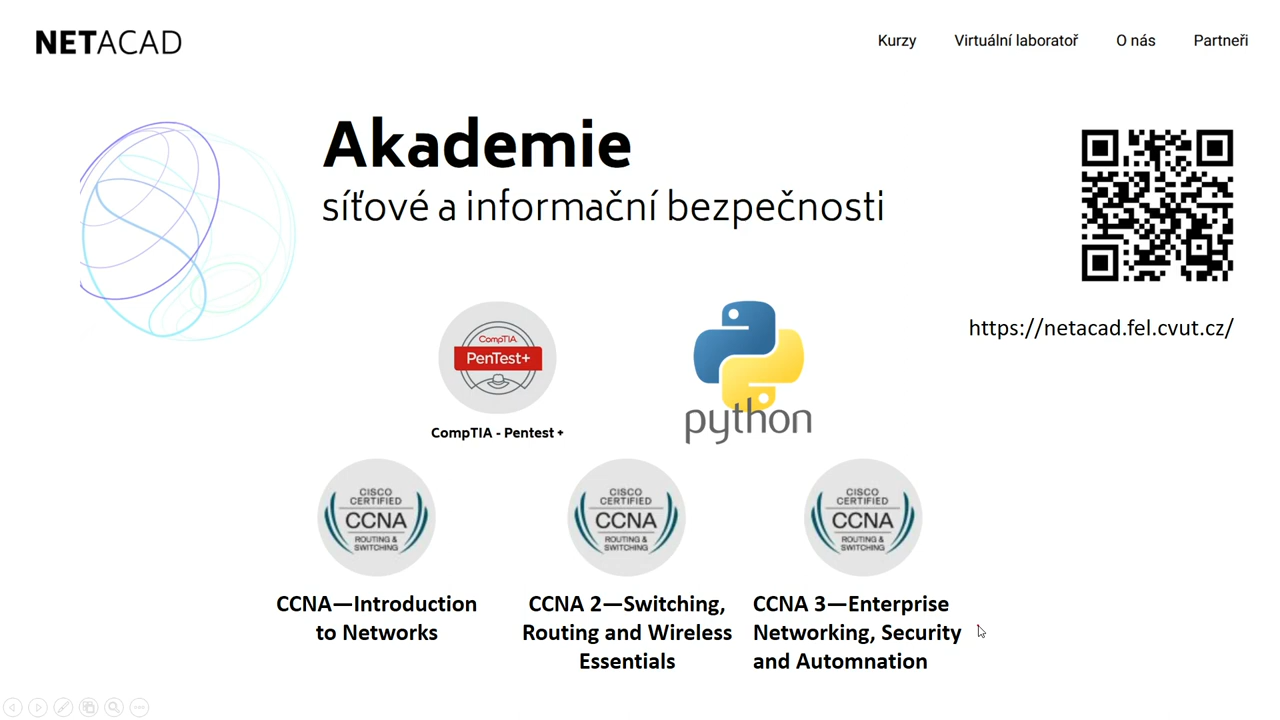 NETACAD
Kurzy
Virtuální laboratoř
O nás
Partneři
Akademie
síťové a informační bezpečnosti
https://netacad.fel.cvut.cz/
CompTIA
PenTest+
CompTIA - Pentest +
python
CISCO
CERTIFIED
CCNA
ROUTING &
SWITCHING
CCNA—Introduction
to Networks
CISCO
CERTIFIED
CCNA
ROUTING &
SWITCHING
CCNA 2—Switching,
Routing and Wireless
Essentials
CISCO
CERTIFIED
CCNA
ROUTING &
SWITCHING
CCNA 3—Enterprise
Networking, Security
and Automnation